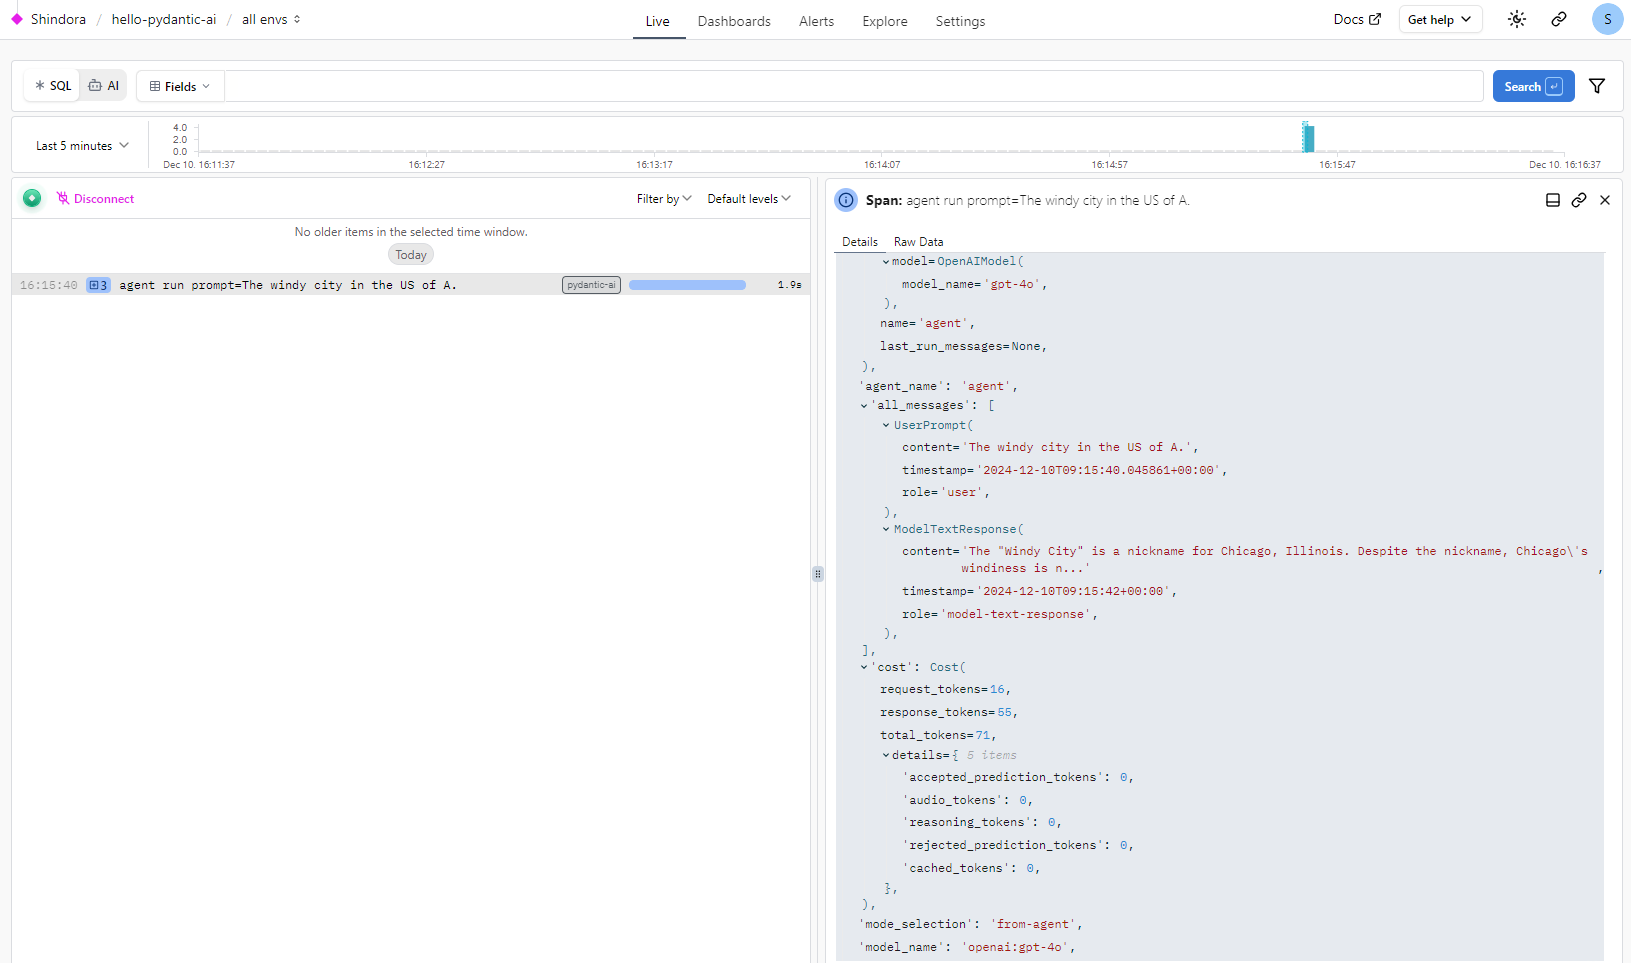 Shindora / hello-pydantic-ai / all envs
Live Dashboards Alerts Explore Settings
Docs Get help S
SQL AI Fields Search
Last 5 minutes
4.0
2.0
0.0
Dec 10, 16:11:37 16:12:27 16:13:17 16:14:07 16:14:57 16:15:47 Dec 10, 16:16:37
Disconnect Filter by Default levels
No older items in the selected time window.
Today
16:15:40 3 agent run prompt=The windy city in the US of A. pydantic-ai 1.9s
Span: agent run prompt=The windy city in the US of A.
Details Raw Data
model=OpenAIModel(
model_name='gpt-4o',
),
name='agent',
last_run_messages=None,
),
'agent_name': 'agent',
'all_messages': [
UserPrompt(
content='The windy city in the US of A.',
timestamp='2024-12-10T09:15:40.045861+00:00',
role='user',
),
ModelTextResponse(
content='The "Windy City" is a nickname for Chicago, Illinois. Despite the nickname, Chicago\'s
windiness is n...'
,
timestamp='2024-12-10T09:15:42+00:00',
role='model-text-response',
),
],
'cost': Cost(
request_tokens=16,
response_tokens=55,
total_tokens=71,
details={ 5 items
'accepted_prediction_tokens': 0,
'audio_tokens': 0,
'reasoning_tokens': 0,
'rejected_prediction_tokens': 0,
'cached_tokens': 0,
},
),
'mode_selection': 'from-agent',
'model_name': 'openai:gpt-4o',